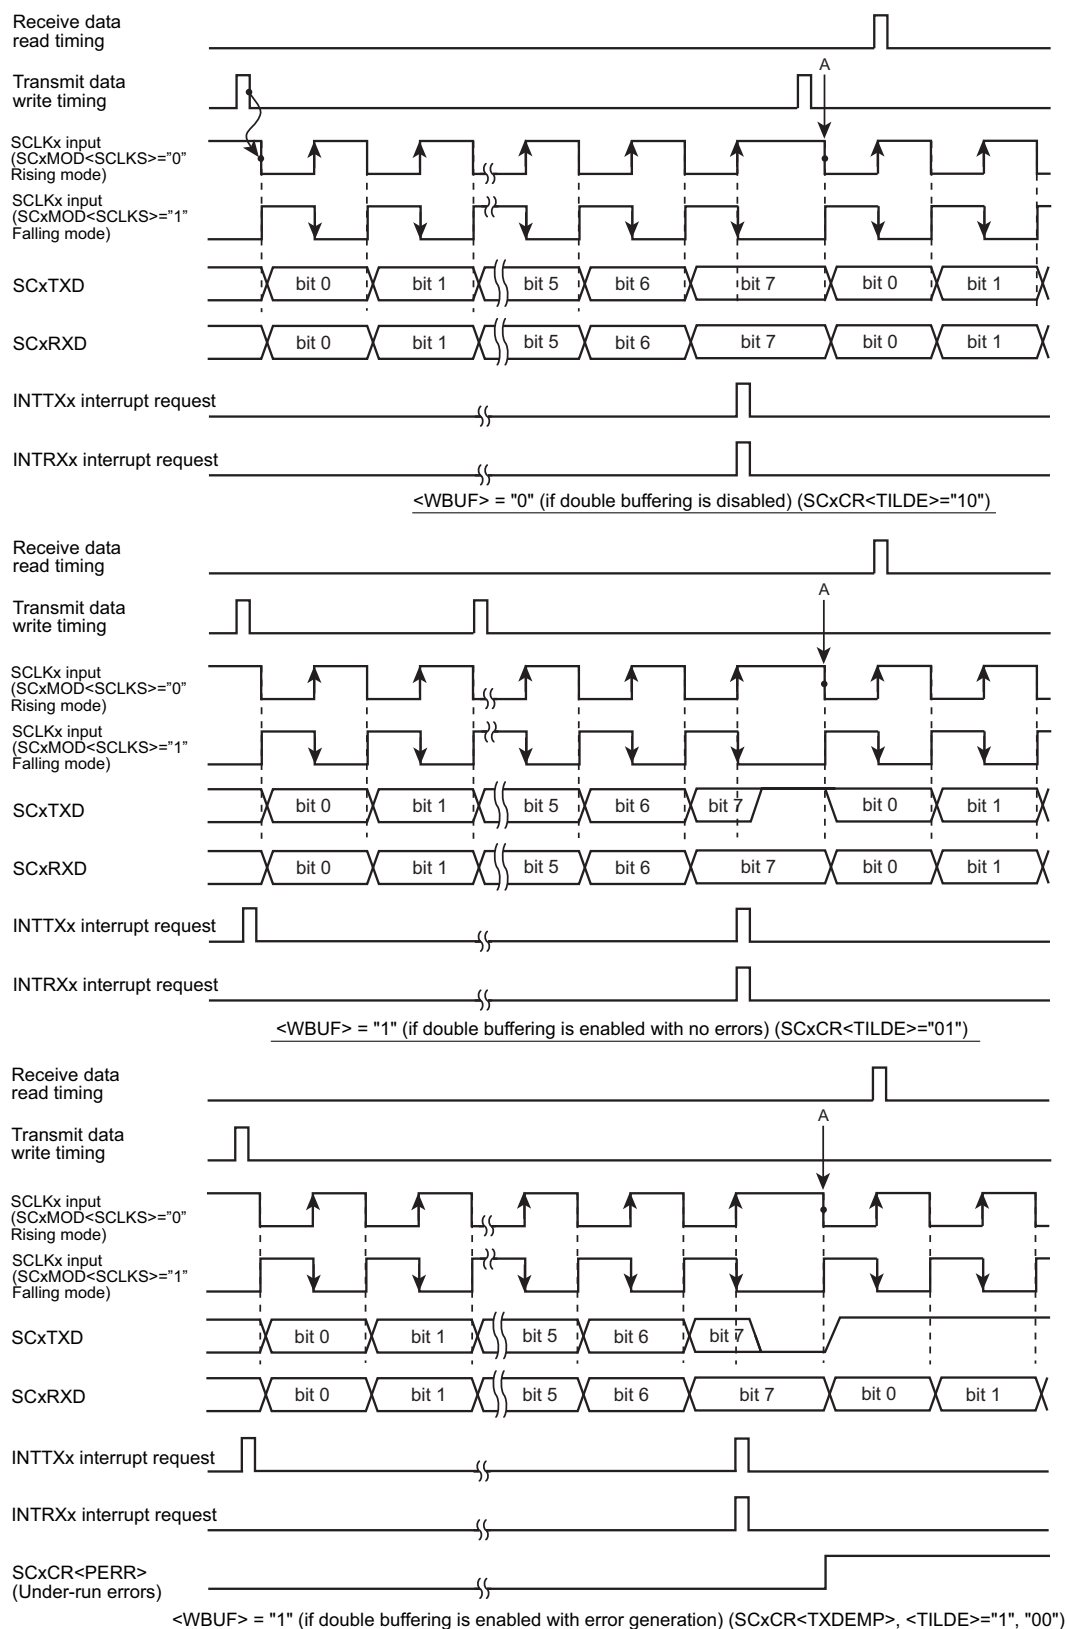 Receive data
read timing
A
Transmit data
write timing
SCLKx input
(SCxMOD<SCLKS>="0"
Rising mode)
SCLKx input
(SCxMOD<SCLKS>="1"
Falling mode)
SCxTXD bit 0 bit 1 bit 5 bit 6 bit 7 bit 0 bit 1
SCxRXD bit 0 bit 1 bit 5 bit 6 bit 7 bit 0 bit 1
INTTXx interrupt request
INTRXx interrupt request
<WBUF> = "0" (if double buffering is disabled) (SCxCR<TILDE>="10")
Receive data
read timing
A
Transmit data
write timing
SCLKx input
(SCxMOD<SCLKS>="0"
Rising mode)
SCLKx input
(SCxMOD<SCLKS>="1"
Falling mode)
SCxTXD bit 0 bit 1 bit 5 bit 6 bit 7 bit 0 bit 1
SCxRXD bit 0 bit 1 bit 5 bit 6 bit 7 bit 0 bit 1
INTTXx interrupt request
INTRXx interrupt request
<WBUF> = "1" (if double buffering is enabled with no errors) (SCxCR<TILDE>="01")
Receive data
read timing
A
Transmit data
write timing
SCLKx input
(SCxMOD<SCLKS>="0"
Rising mode)
SCLKx input
(SCxMOD<SCLKS>="1"
Falling mode)
SCxTXD bit 0 bit 1 bit 5 bit 6 bit 7
SCxRXD bit 0 bit 1 bit 5 bit 6 bit 7 bit 0 bit 1
INTTXx interrupt request
INTRXx interrupt request
SCxCR<PERR>
(Under-run errors)
<WBUF> = "1" (if double buffering is enabled with error generation) (SCxCR<TXDEMP>, <TILDE>="1", "00")